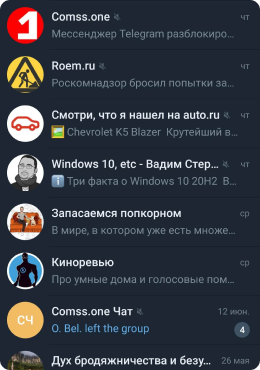 Comss.one чт
Мессенджер Telegram разблокиро...
Roem.ru чт
Роскомнадзор бросил попытки за...
Смотри, что я нашел на auto.ru чт
Chevrolet K5 Blazer Крутейший в...
Windows 10, etc - Вадим Стер... чт
Три факта о Windows 10 20H2 В...
Запасаемся попкорном ср
В мире, в котором уже есть множе...
Киноревью ср
Про умные дома и голосовые пом...
СЧ
Comss.one Чат 12 июн.
O. Bel. left the group 4
Дух бродяжничества и безу... 26 мая